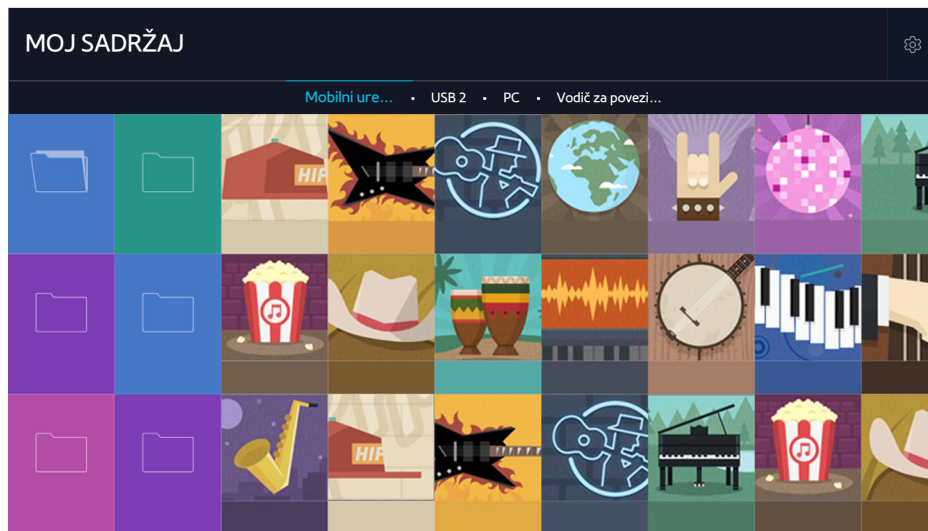 MOJ SADRŽAJ
Mobilni ure... • USB 2 • PC • Vodič za povezi...
HIP
HIP